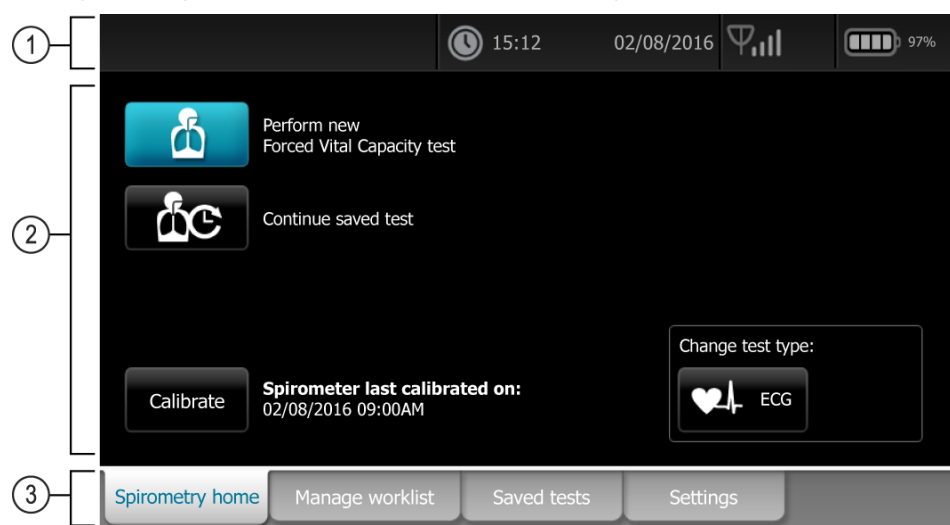 1
15:12
02/08/2016
97%
2
Perform new
Forced Vital Capacity test
Continue saved test
Change test type:
Calibrate
Spirometer last calibrated on:
02/08/2016 09:00AM
ECG
3
Spirometry home
Manage worklist
Saved tests
Settings